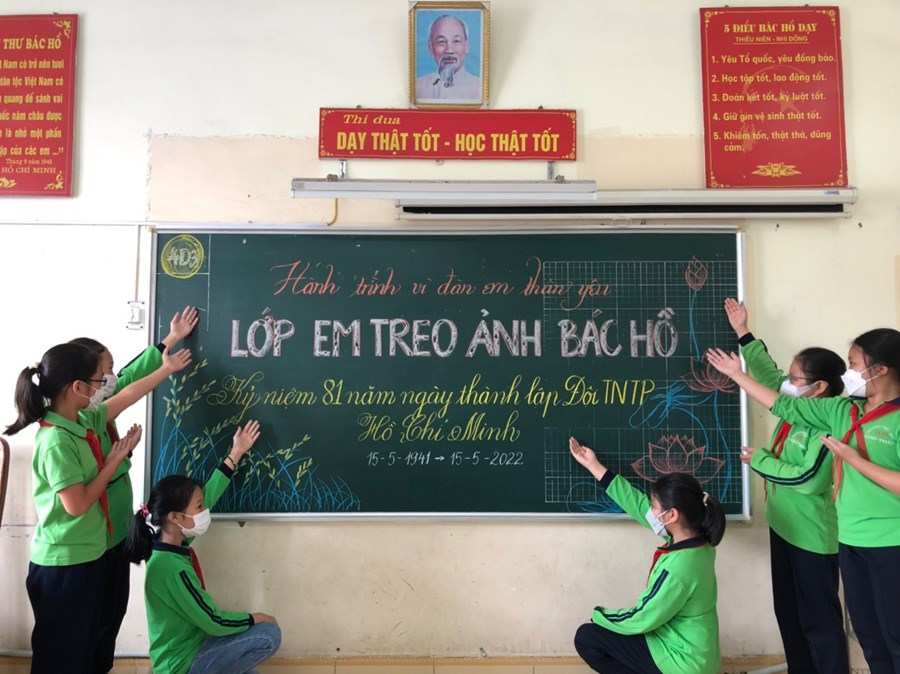 THƯ BÁC HỒ
Nam có trở nên tươi
dân tộc Việt Nam có
quang để sánh vai
quốc năm châu được
là nhờ một phần
tập của các em ..."
Tháng 9 năm 1945
HỒ CHÍ MINH
Thi đua
DẠY THẬT TỐT - HỌC THẬT TỐT
5 ĐIỀU BÁC HỒ DẠY
THIẾU NIÊN - NHI ĐỒNG
1. Yêu Tổ quốc, yêu đồng bào.
2. Học tập tốt, lao động tốt.
3. Đoàn kết tốt, kỷ luật tốt.
4. Giữ gìn vệ sinh thật tốt.
5. Khiêm tốn, thật thà, dũng
cảm.
4D3
Hành trình vì đàn em thân yêu
LỚP EM TREO ẢNH BÁC HỒ
Kỷ niệm 81 năm ngày thành lập Đội TNTP
Hồ Chí Minh
15-5-1941 → 15-5-2022